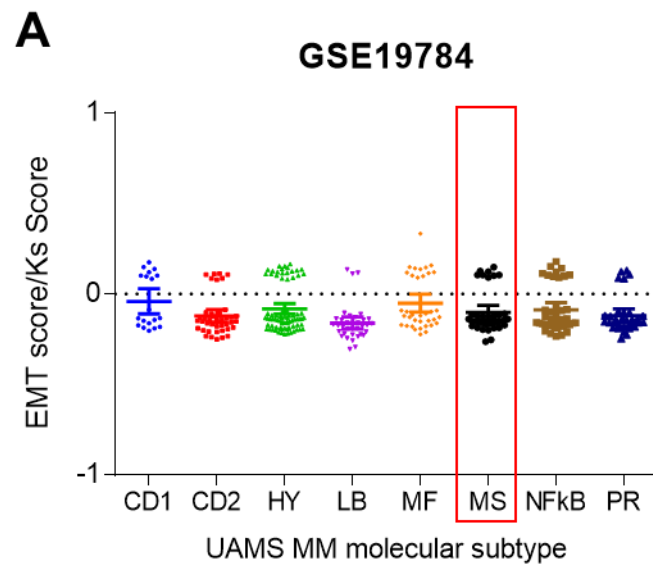 A
GSE19784
1
0
-1
EMT score/Ks Score
CD1 CD2 HY LB MF MS NFkB PR
UAMS MM molecular subtype